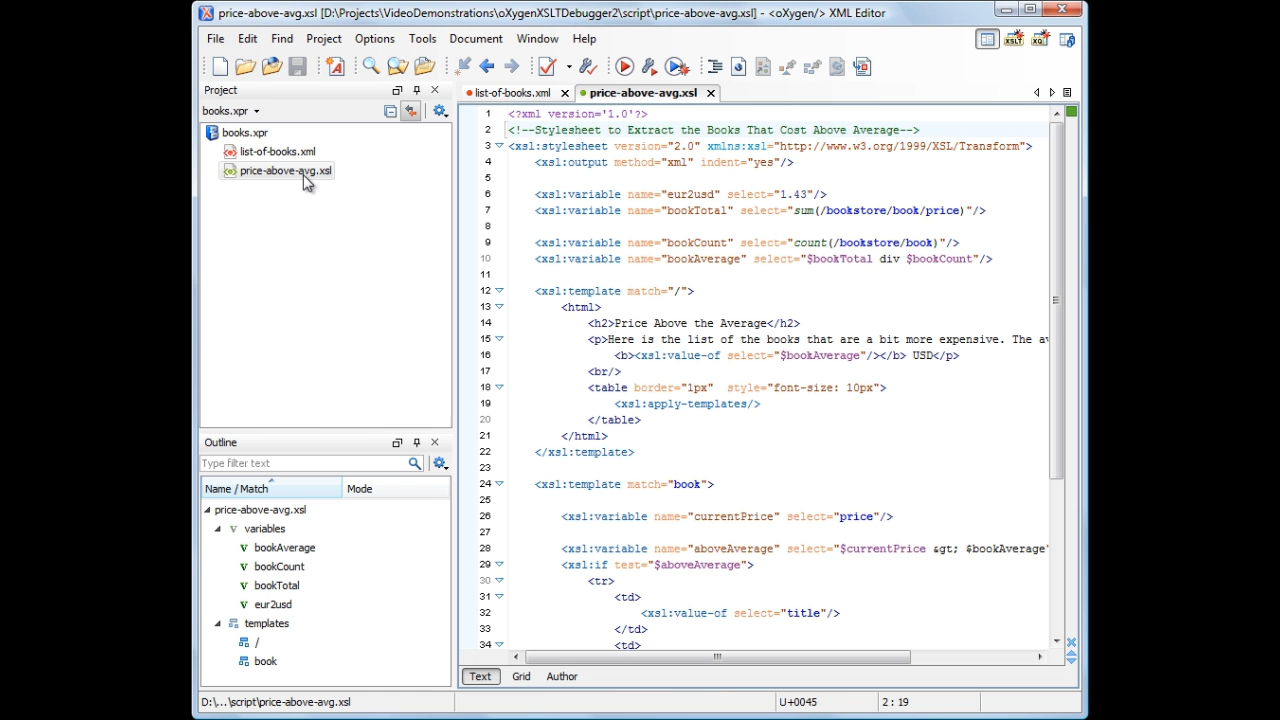 price-above-avg.xsl [D:\Projects\VideoDemonstrations\oXygenXSLTDebugger2\script\price-above-avg.xsl] - <oXygen/> XML Editor
File Edit Find Project Options Tools Document Window Help
XSLT XQ
Project
books.xpr
books.xpr
list-of-books.xml
price-above-avg.xsl
Outline
Type filter text
Name / Match Mode
price-above-avg.xsl
variables
bookAverage
bookCount
bookTotal
eur2usd
templates
/
book
list-of-books.xml price-above-avg.xsl
1 <?xml version='1.0'?>
2 <!--Stylesheet to Extract the Books That Cost Above Average-->
3 <xsl:stylesheet version="2.0" xmlns:xsl="http://www.w3.org/1999/XSL/Transform">
4 <xsl:output method="xml" indent="yes"/>
5
6 <xsl:variable name="eur2usd" select="1.43"/>
7 <xsl:variable name="bookTotal" select="sum(/bookstore/book/price)"/>
8
9 <xsl:variable name="bookCount" select="count(/bookstore/book)"/>
10 <xsl:variable name="bookAverage" select="$bookTotal div $bookCount"/>
11
12 <xsl:template match="/">
13 <html>
14 <h2>Price Above the Average</h2>
15 <p>Here is the list of the books that are a bit more expensive. The av
16 <b><xsl:value-of select="$bookAverage"/></b> USD</p>
17 <br/>
18 <table border="1px" style="font-size: 10px">
19 <xsl:apply-templates/>
20 </table>
21 </html>
22 </xsl:template>
23
24 <xsl:template match="book">
25
26 <xsl:variable name="currentPrice" select="price"/>
27
28 <xsl:variable name="aboveAverage" select="$currentPrice &gt; $bookAverage"
29 <xsl:if test="$aboveAverage">
30 <tr>
31 <td>
32 <xsl:value-of select="title"/>
33 </td>
34 <td>
Text Grid Author
D:\...\script\price-above-avg.xsl U+0045 2 : 19